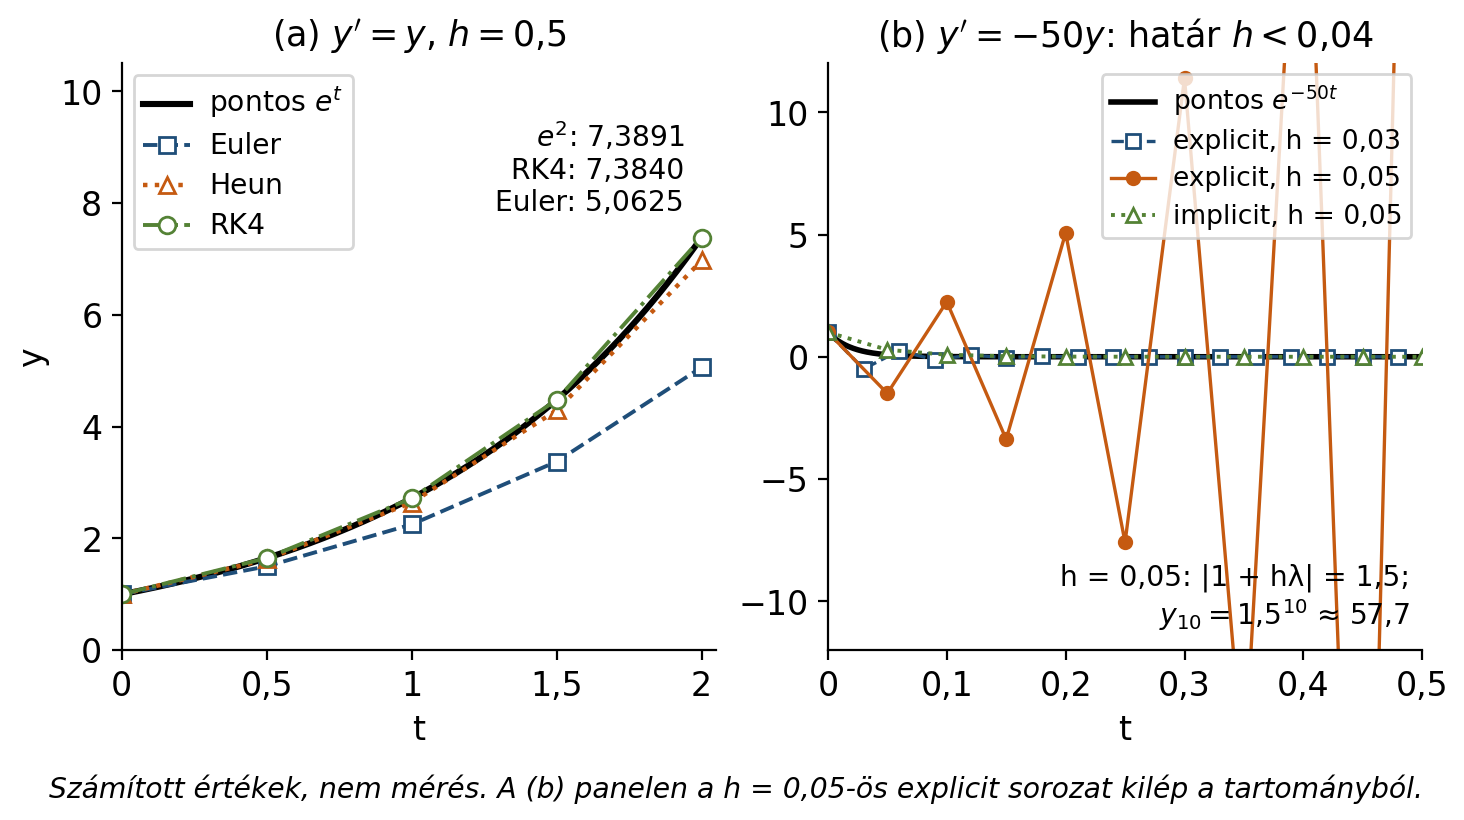 (a) y′ = y, h = 0,5
pontos e^t
Euler
Heun
RK4
e²: 7,3891
RK4: 7,3840
Euler: 5,0625
y
10
8
6
4
2
0
0 0,5 1 1,5 2
t
(b) y′ = −50y: határ h < 0,04
pontos e^{−50t}
explicit, h = 0,03
explicit, h = 0,05
implicit, h = 0,05
10
5
0
−5
−10
h = 0,05: |1 + hλ| = 1,5;
y₁₀ = 1,5¹⁰ ≈ 57,7
0 0,1 0,2 0,3 0,4 0,5
t
Számított értékek, nem mérés. A (b) panelen a h = 0,05-ös explicit sorozat kilép a tartományból.